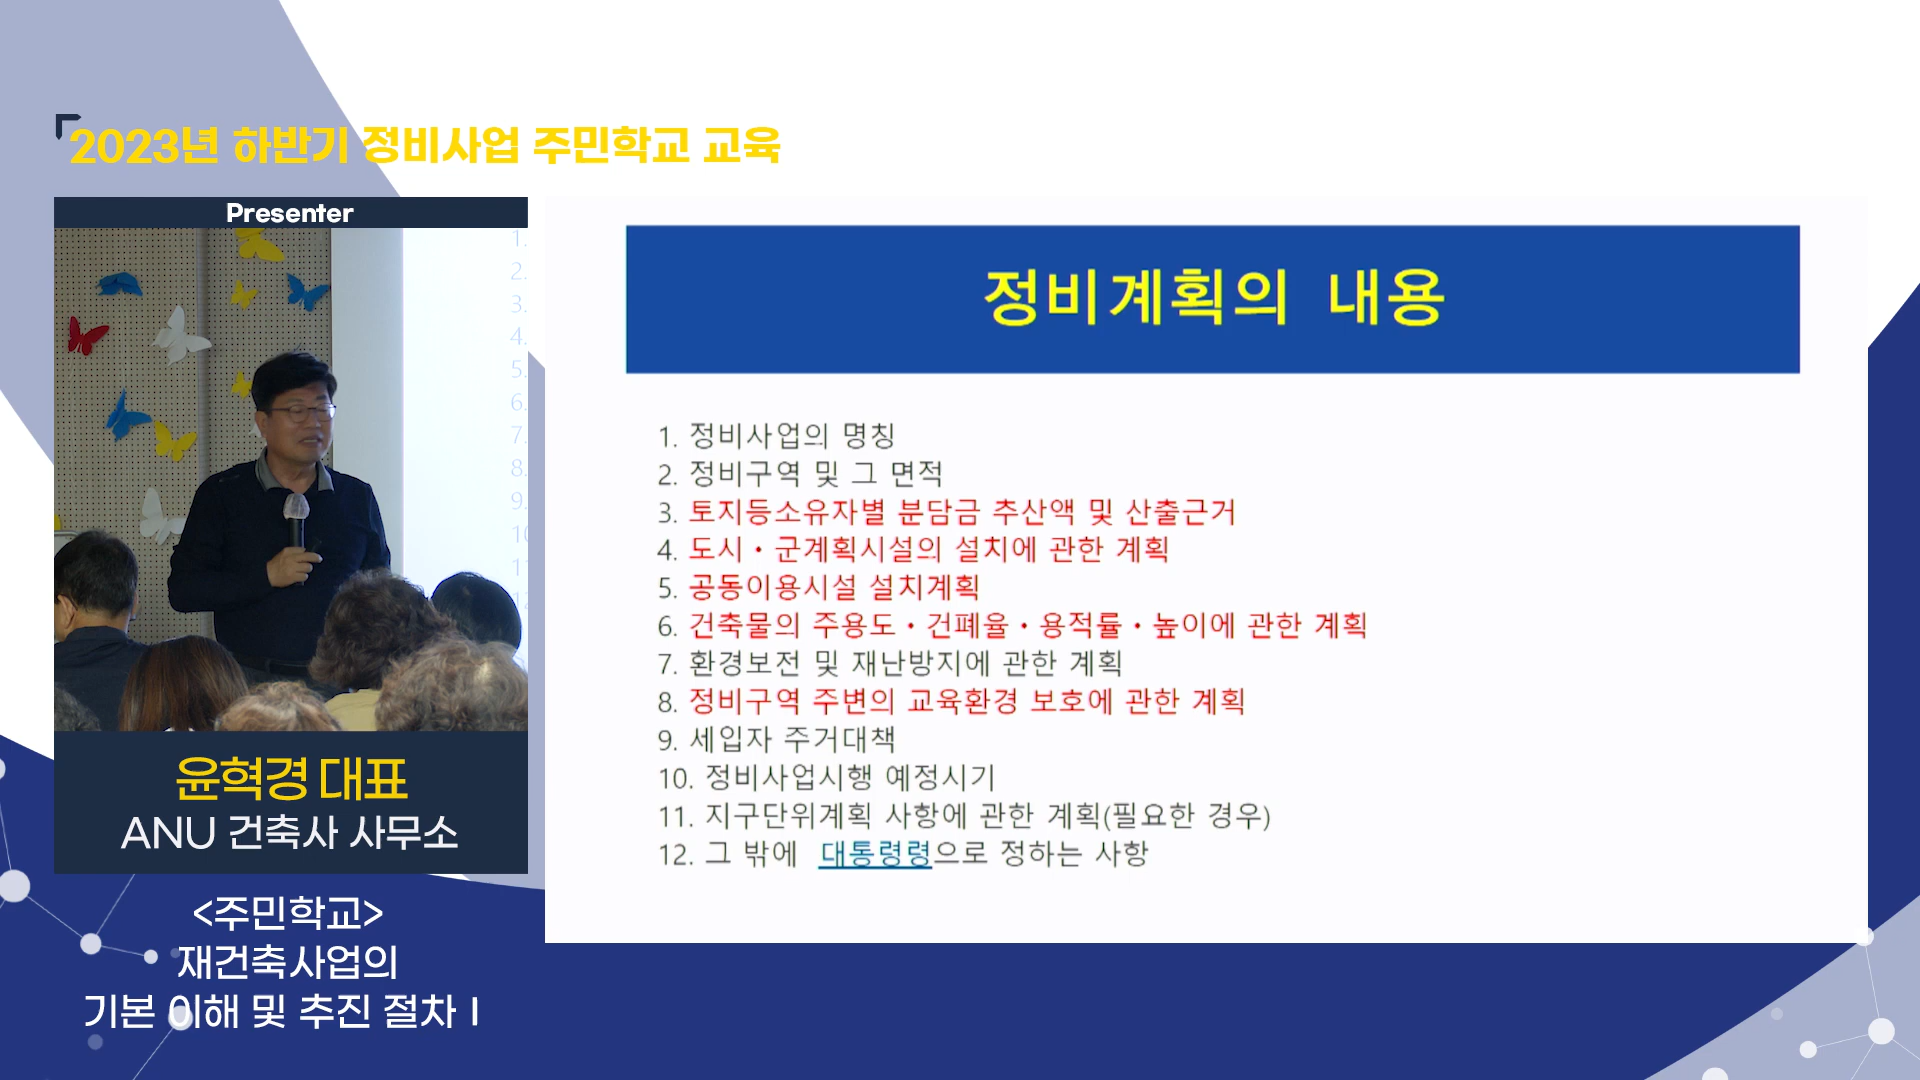 2023년 하반기 정비사업 주민학교 교육
Presenter
1.
2.
3.
4.
5.
6.
7.
8.
9.
윤혁경 대표
ANU 건축사 사무소
<주민학교>
재건축사업의
기본 이해 및 추진 절차 I
정비계획의 내용
1. 정비사업의 명칭
2. 정비구역 및 그 면적
3. 토지등소유자별 분담금 추산액 및 산출근거
4. 도시・군계획시설의 설치에 관한 계획
5. 공동이용시설 설치계획
6. 건축물의 주용도・건폐율・용적률・높이에 관한 계획
7. 환경보전 및 재난방지에 관한 계획
8. 정비구역 주변의 교육환경 보호에 관한 계획
9. 세입자 주거대책
10. 정비사업시행 예정시기
11. 지구단위계획 사항에 관한 계획(필요한 경우)
12. 그 밖에 대통령령으로 정하는 사항